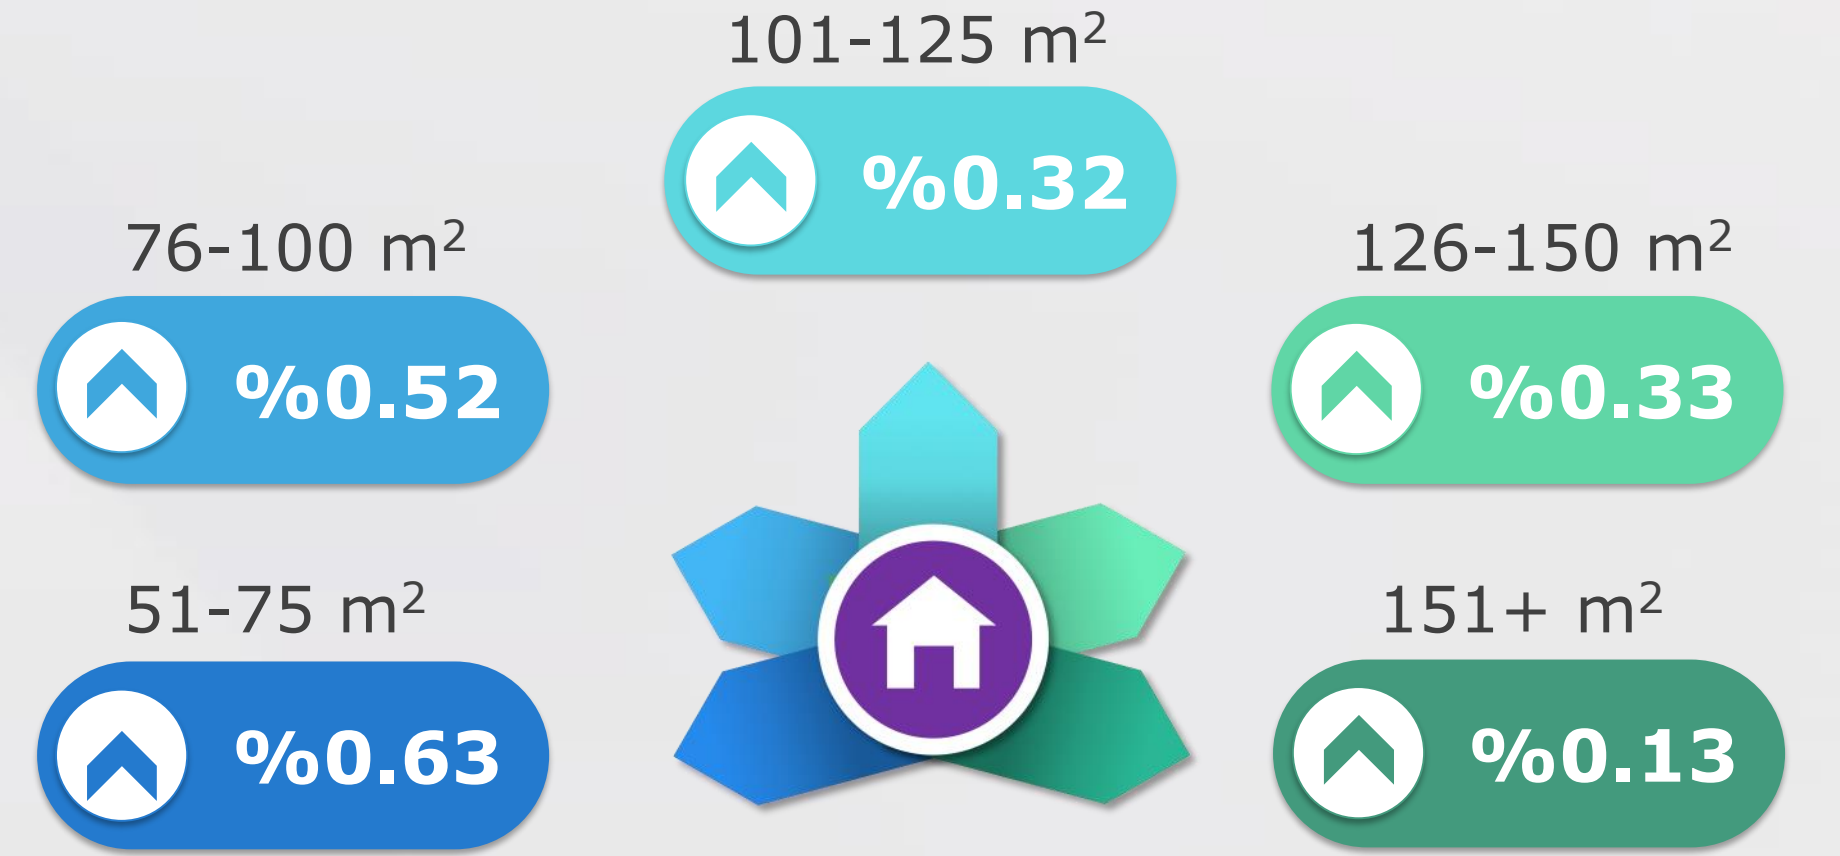 101-125 m²
%0.32
76-100 m²
%0.52
126-150 m²
%0.33
51-75 m²
%0.63
151+ m²
%0.13